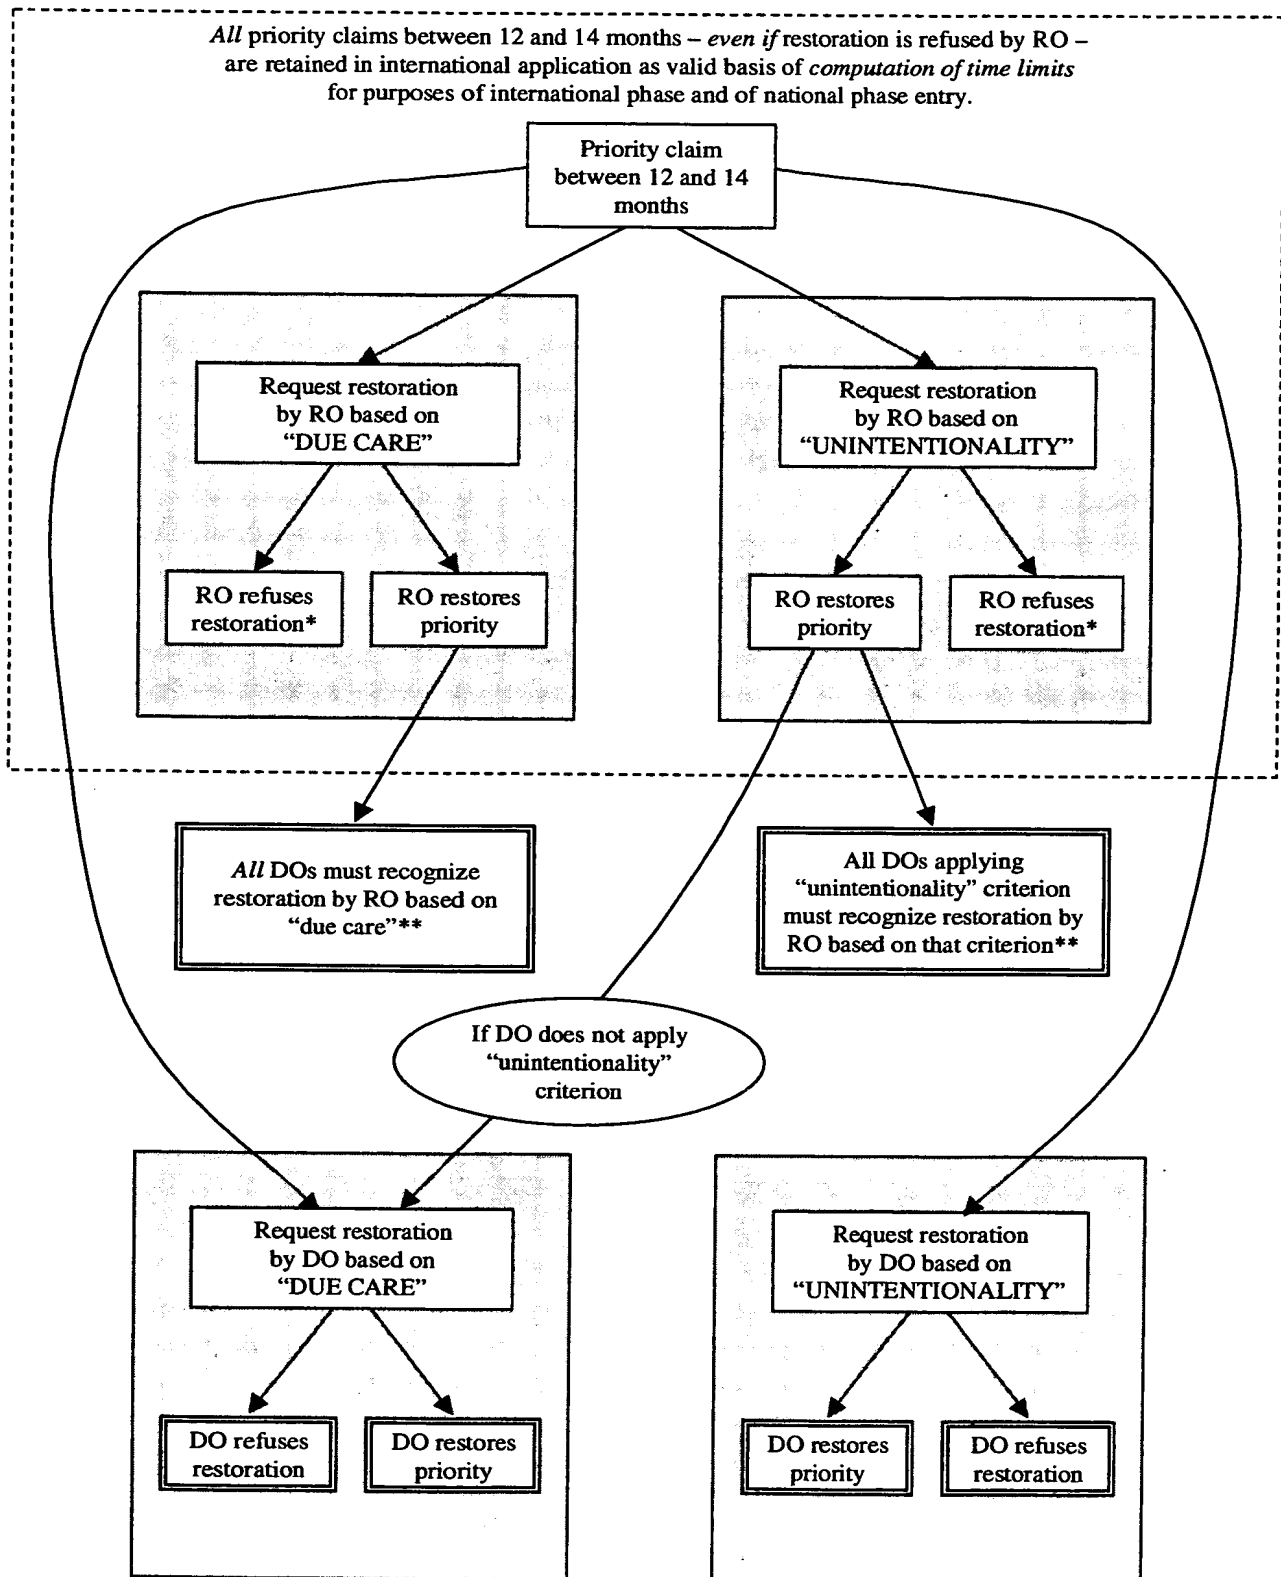 All priority claims between 12 and 14 months – even if restoration is refused by RO –
are retained in international application as valid basis of computation of time limits
for purposes of international phase and of national phase entry.
Priority claim
between 12 and 14
months
Request restoration
by RO based on
“DUE CARE”
Request restoration
by RO based on
“UNINTENTIONALITY”
RO refuses
restoration*
RO restores
priority
RO restores
priority
RO refuses
restoration*
All DOs must recognize
restoration by RO based on
“due care”**
All DOs applying
“unintentionality” criterion
must recognize restoration by
RO based on that criterion**
If DO does not apply
“unintentionality”
criterion
Request restoration
by DO based on
“DUE CARE”
Request restoration
by DO based on
“UNINTENTIONALITY”
DO refuses
restoration
DO restores
priority
DO restores
priority
DO refuses
restoration